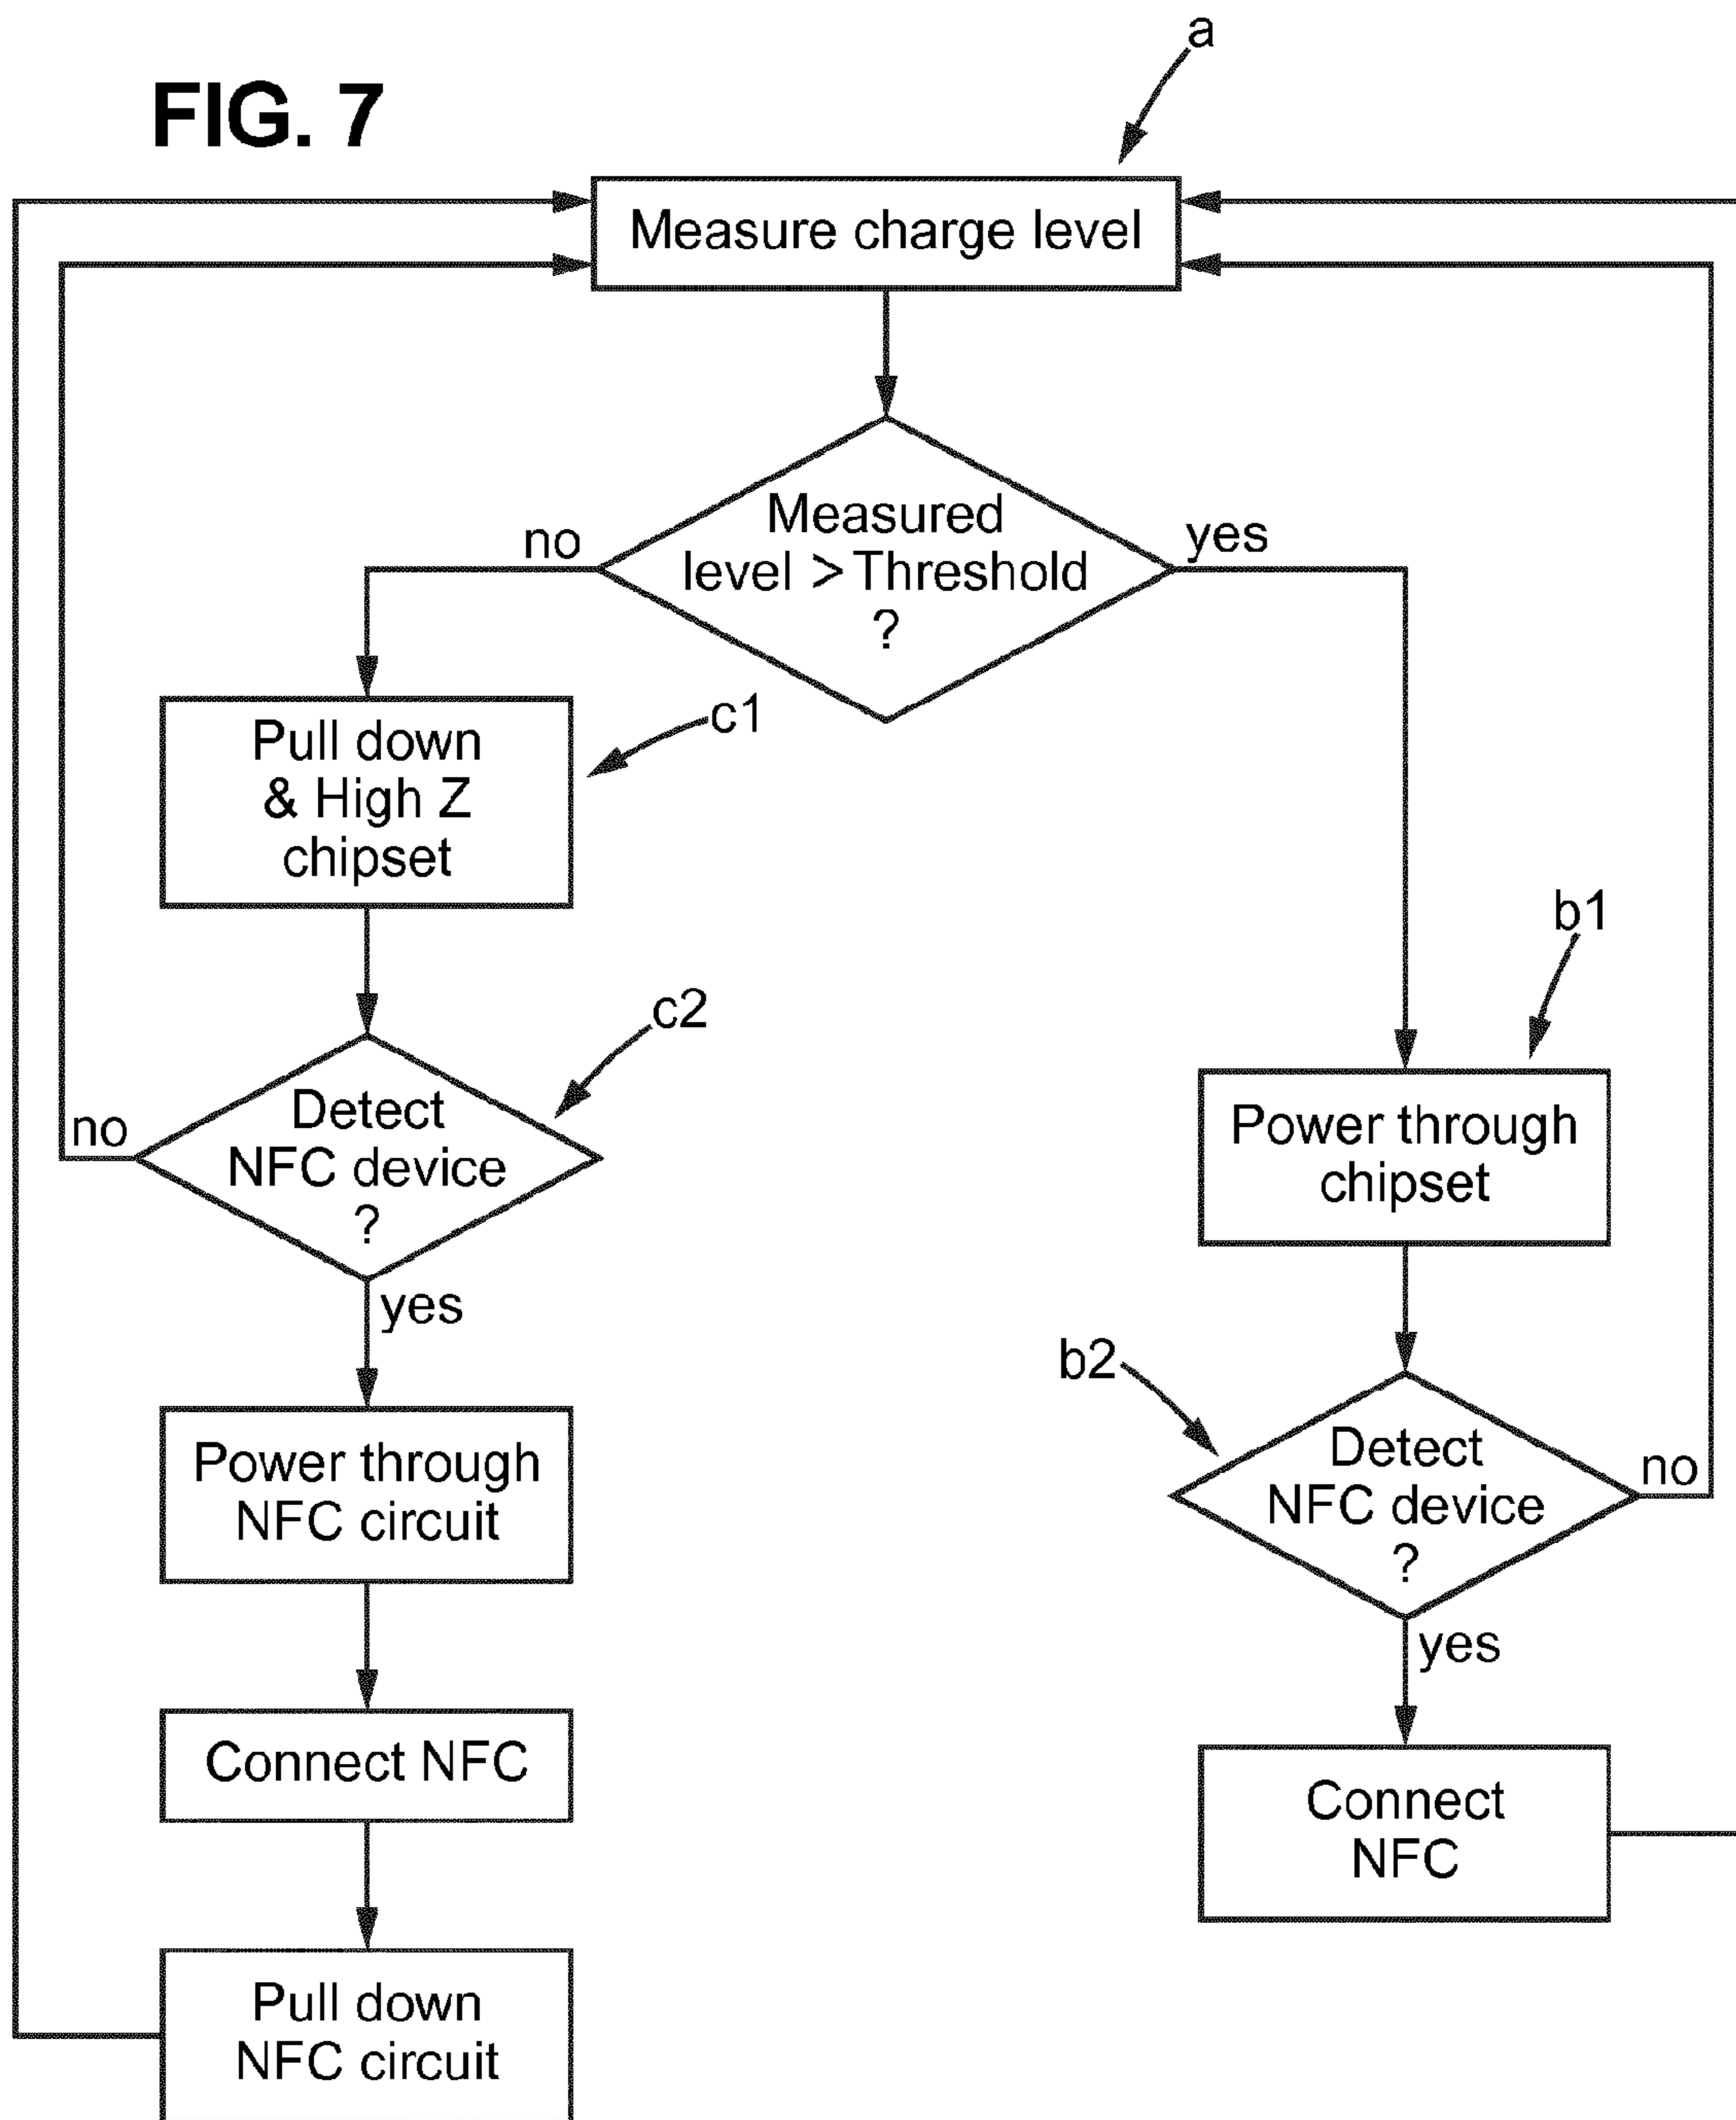 FIG. 7
a
Measure charge level
Measured
level > Threshold
?
no
yes
Pull down
& High Z
chipset
c1
c2
Detect
NFC device
?
no
yes
Power through
NFC circuit
Connect NFC
Pull down
NFC circuit
b1
Power through
chipset
b2
Detect
NFC device
?
no
yes
Connect
NFC